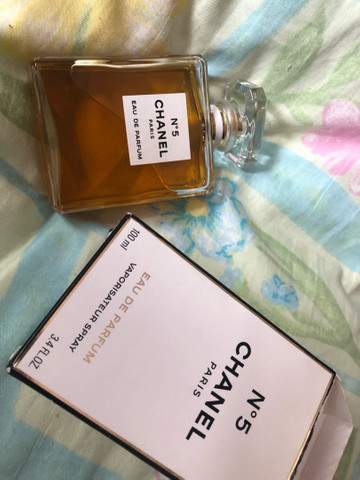 N°5
CHANEL
PARIS
EAU DE PARFUM
N°5
CHANEL
PARIS
EAU DE PARFUM
VAPORISATEUR SPRAY
100 ml
3.4 FL.OZ